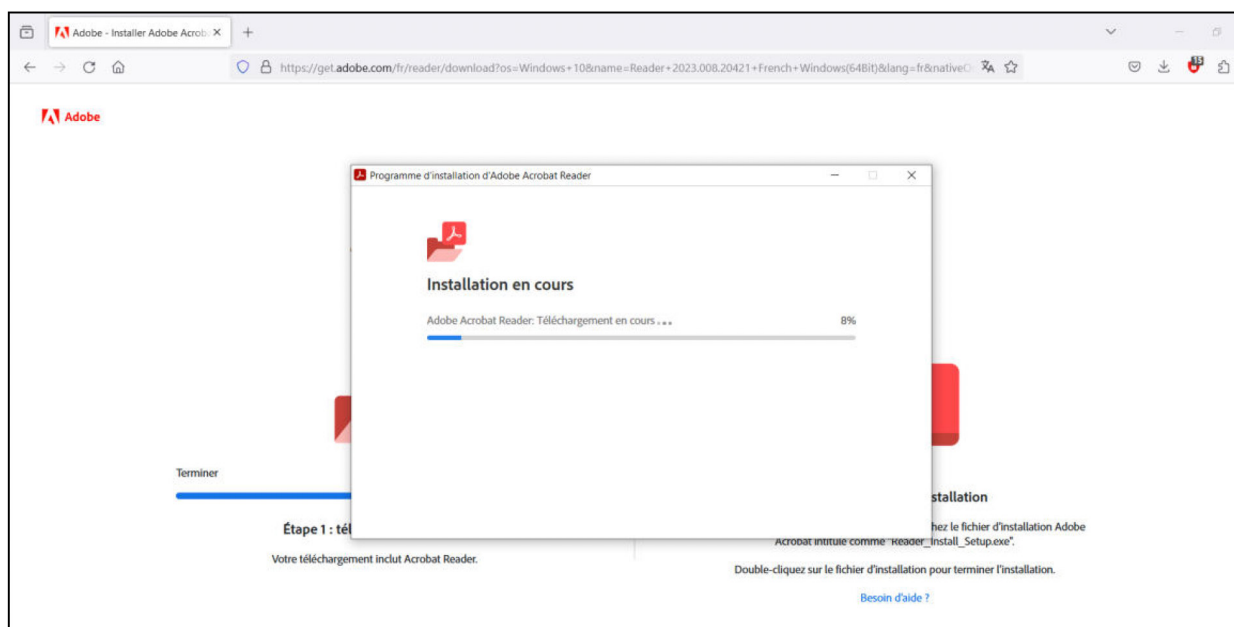 Adobe - Installer Adobe Acrob
https://get.adobe.com/fr/reader/download?os=Windows+10&name=Reader+2023.008.20421+French+Windows(64Bit)&lang=fr&nativeO
15
Adobe
Programme d'installation d'Adobe Acrobat Reader
Installation en cours
Adobe Acrobat Reader: Téléchargement en cours ... 8%
Terminer
Étape 1 : tél
stallation
Votre téléchargement inclut Acrobat Reader.
hez le fichier d'installation Adobe
Acrobat intitulé comme "Reader_Install_Setup.exe".
Double-cliquez sur le fichier d'installation pour terminer l'installation.
Besoin d'aide ?